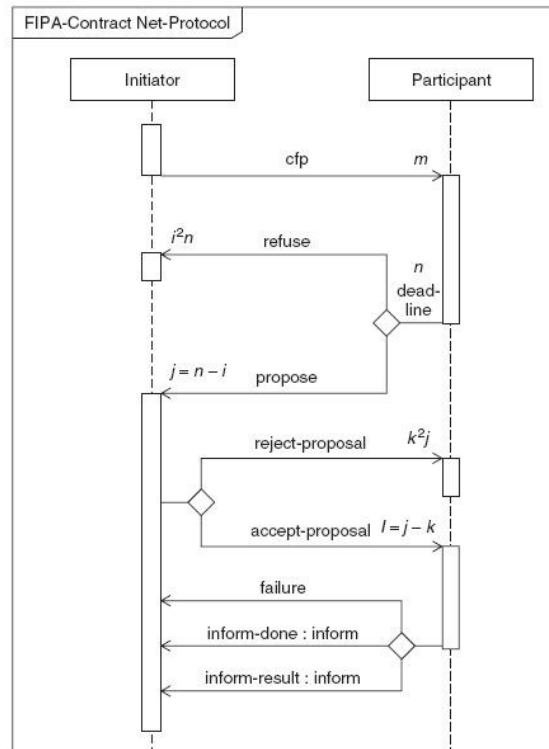 FIPA-Contract Net-Protocol
Initiator
Participant
cfp
m
i²n
refuse
n
dead-
line
j = n – i
propose
reject-proposal
k²j
accept-proposal
l = j – k
failure
inform-done : inform
inform-result : inform